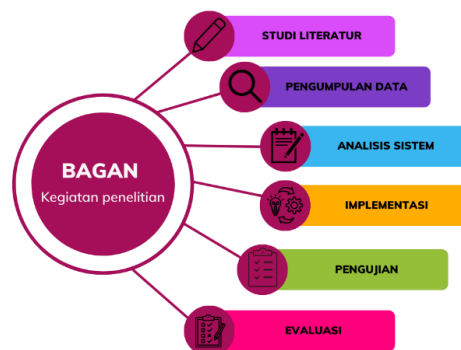 STUDI LITERATUR
PENGUMPULAN DATA
ANALISIS SISTEM
BAGAN
Kegiatan penelitian
IMPLEMENTASI
PENGUJIAN
EVALUASI